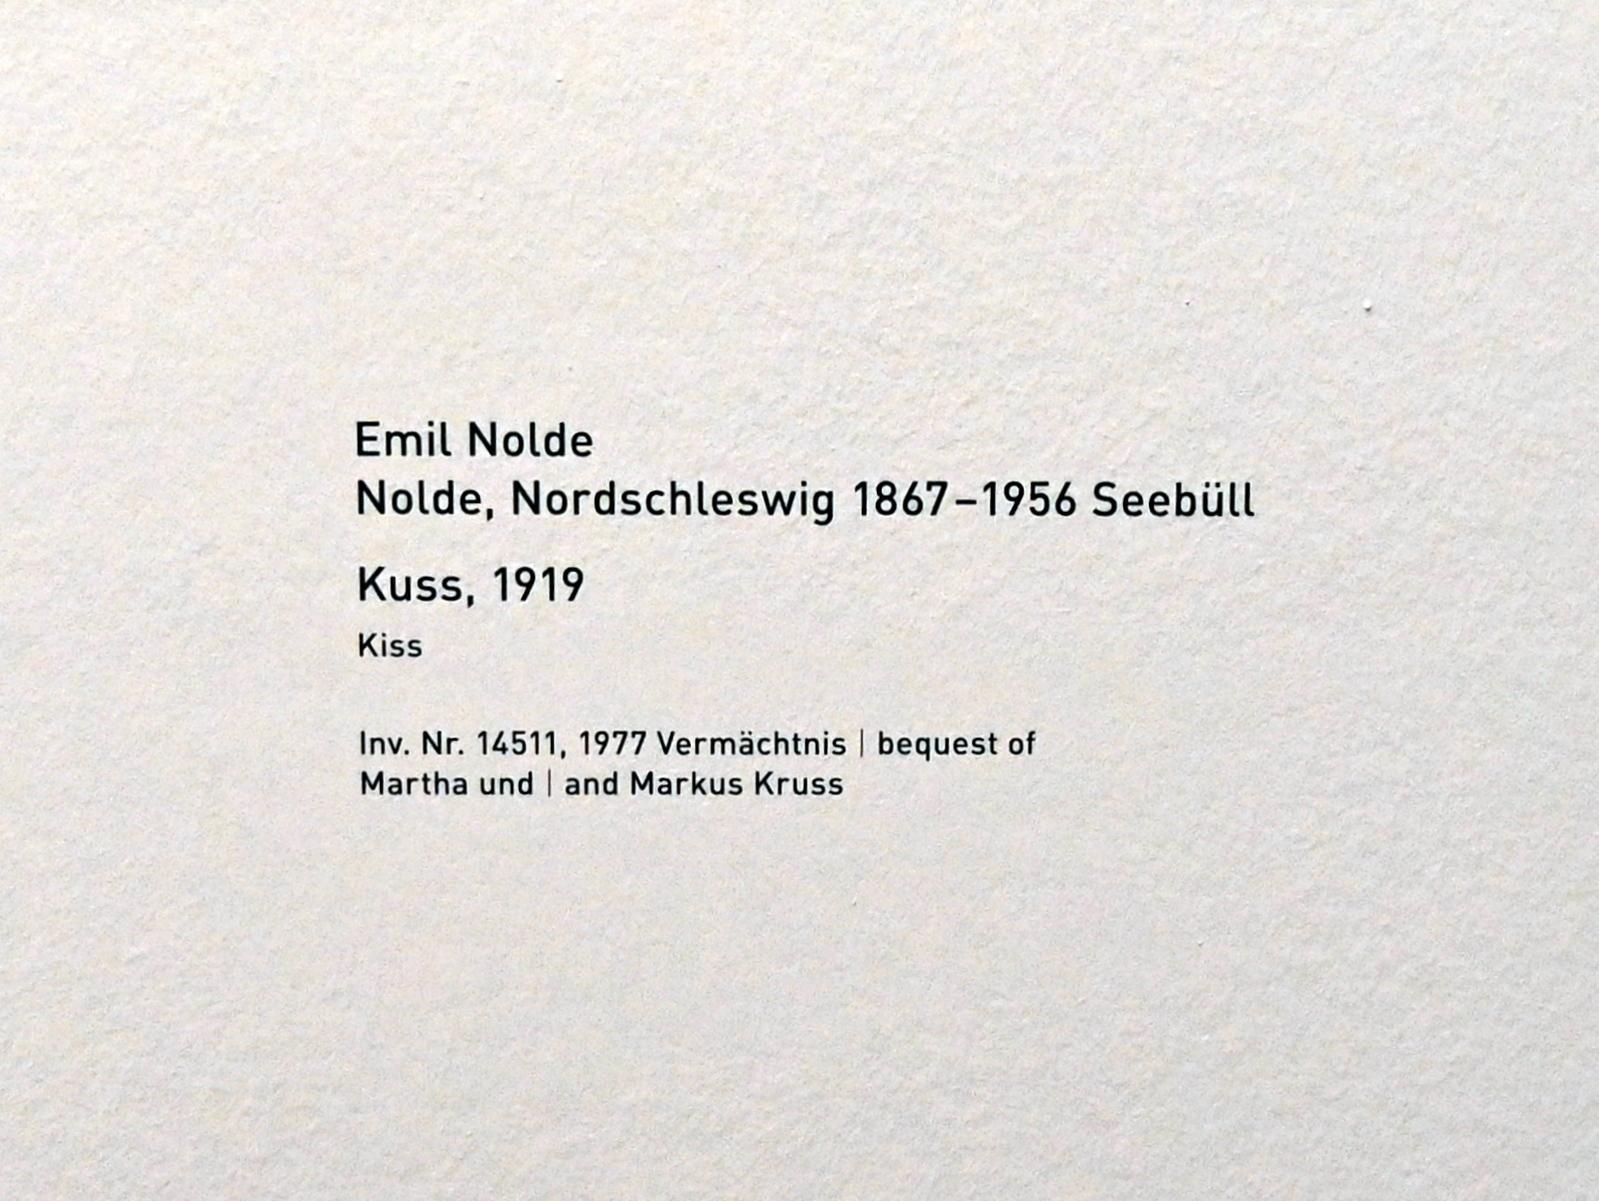 Emil Nolde
Nolde, Nordschleswig 1867–1956 Seebüll
Kuss, 1919
Kiss
Inv. Nr. 14511, 1977 Vermächtnis | bequest of
Martha und | and Markus Kruss